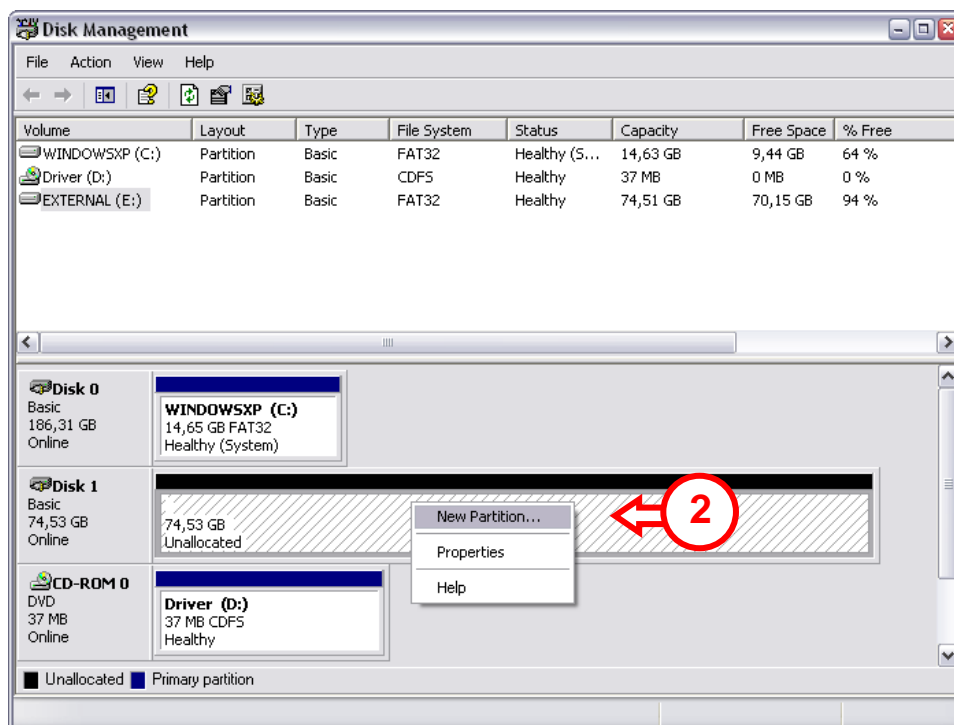 Disk Management
File Action View Help
Volume Layout Type File System Status Capacity Free Space % Free
WINDOWSXP (C:) Partition Basic FAT32 Healthy (S... 14,63 GB 9,44 GB 64 %
Driver (D:) Partition Basic CDFS Healthy 37 MB 0 MB 0 %
EXTERNAL (E:) Partition Basic FAT32 Healthy 74,51 GB 70,15 GB 94 %
Disk 0
Basic
186,31 GB
Online
WINDOWSXP (C:)
14,65 GB FAT32
Healthy (System)
Disk 1
Basic
74,53 GB
Online
74,53 GB
Unallocated
New Partition...
Properties
Help
2
CD-ROM 0
DVD
37 MB
Online
Driver (D:)
37 MB CDFS
Healthy
Unallocated Primary partition